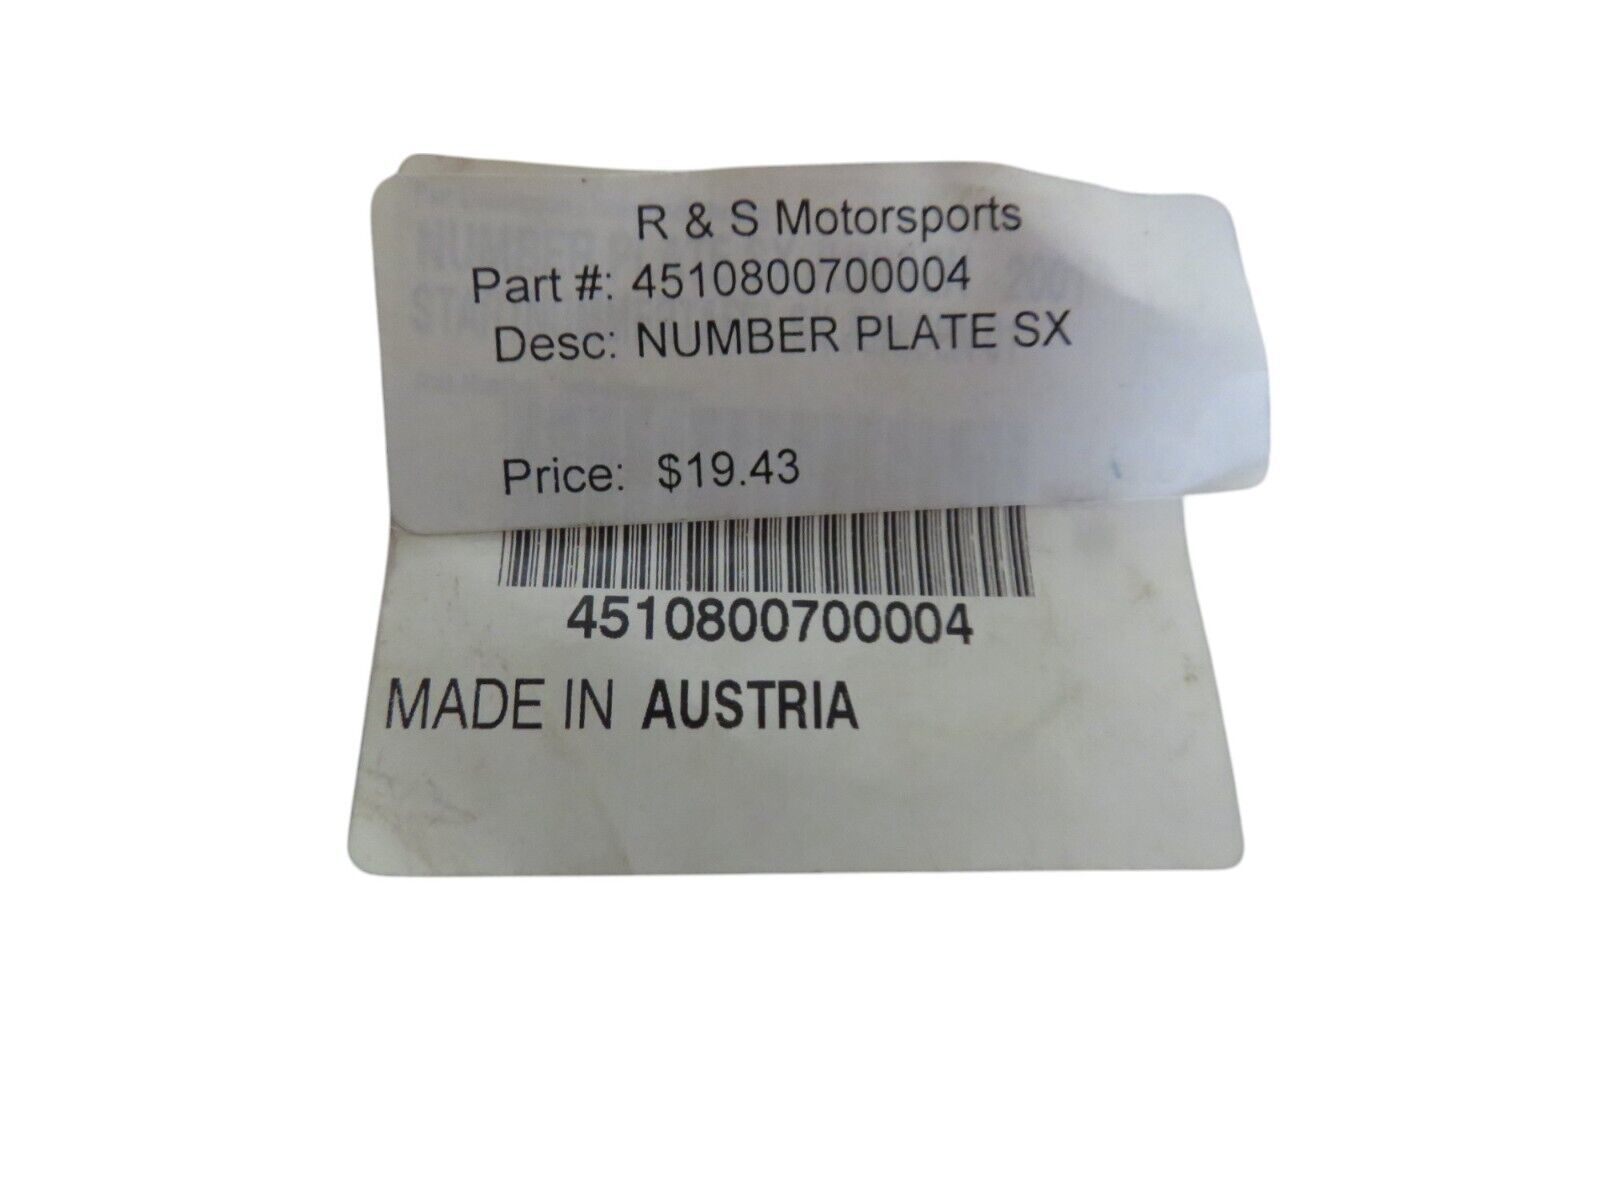 R & S Motorsports
Part #: 4510800700004
Desc: NUMBER PLATE SX
Price: $19.43
4510800700004
MADE IN AUSTRIA